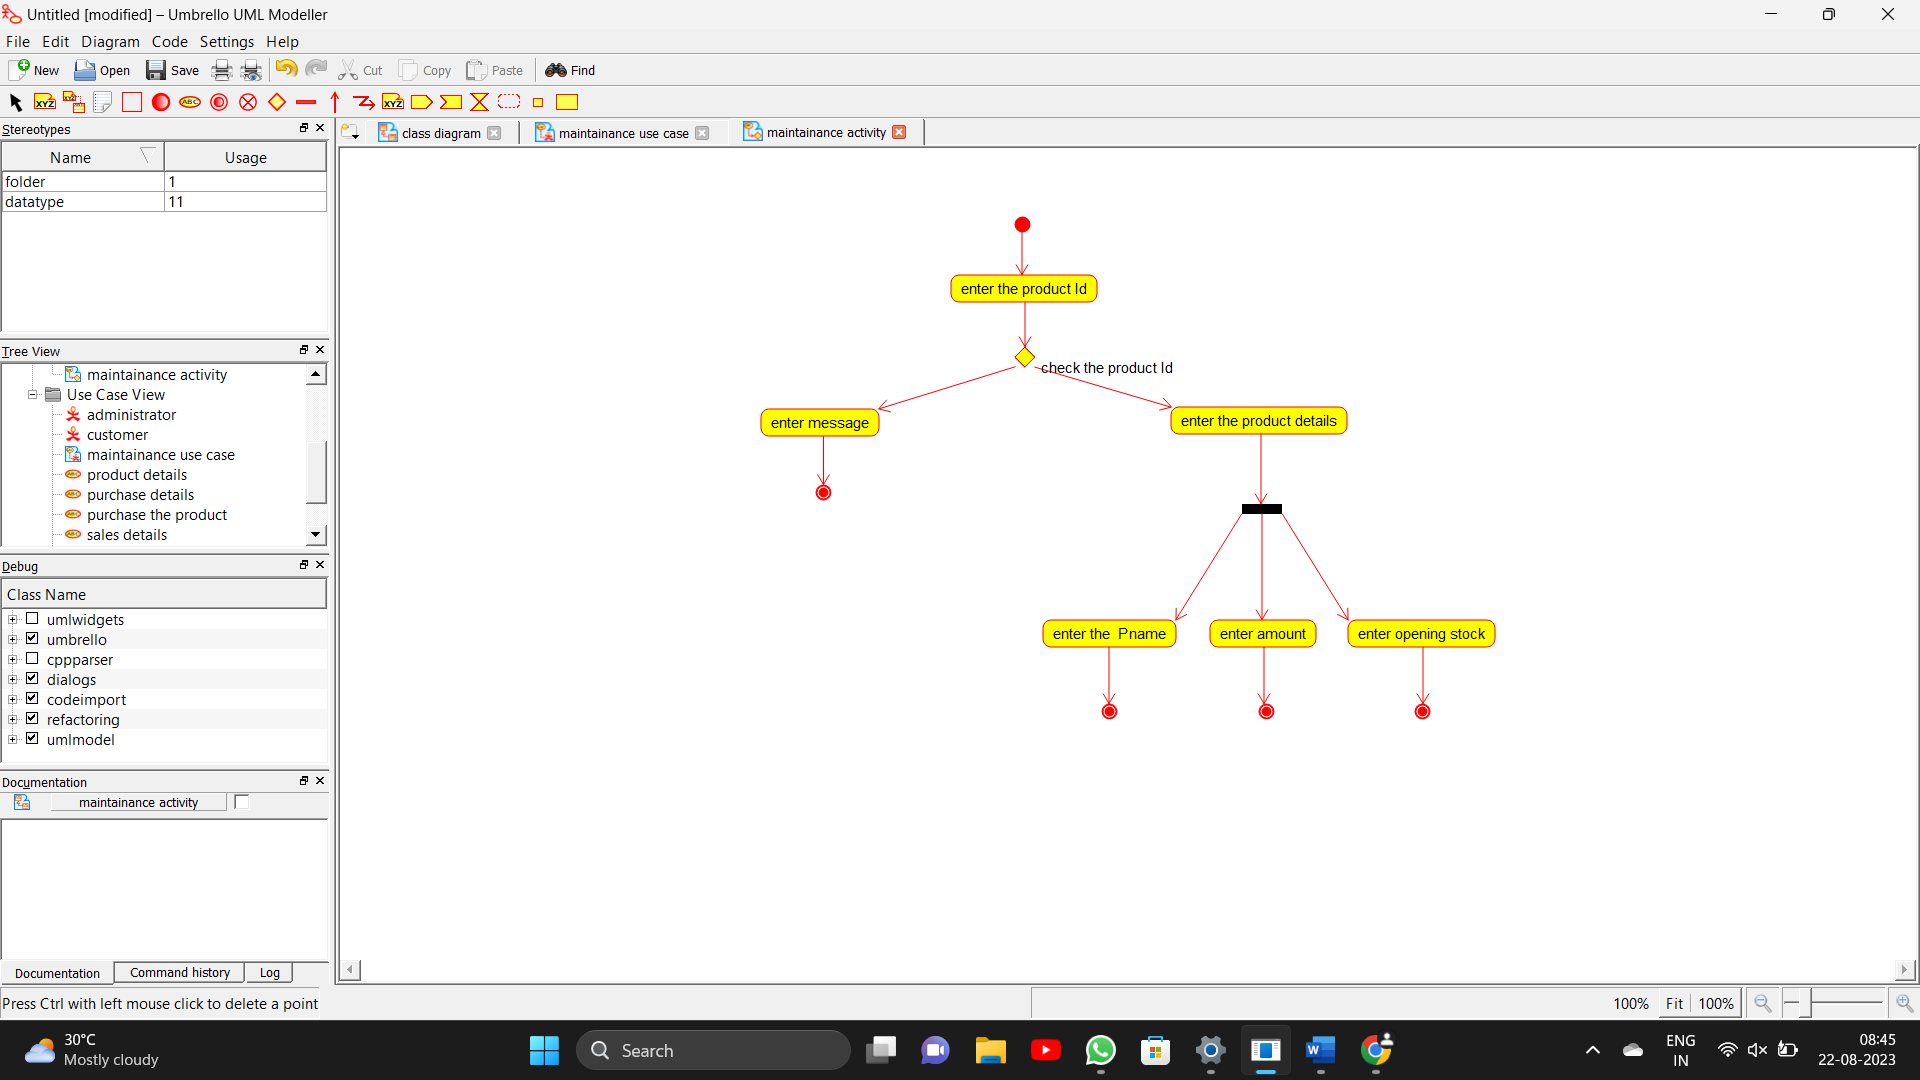 Untitled [modified] – Umbrello UML Modeller
File Edit Diagram Code Settings Help
New Open Save Cut Copy Paste Find
XYZ XYZ ABC XYZ
Stereotypes
Name Usage
folder 1
datatype 11
Tree View
maintainance activity
Use Case View
administrator
customer
maintainance use case
product details
purchase details
purchase the product
sales details
Debug
Class Name
umlwidgets
umbrello
cppparser
dialogs
codeimport
refactoring
umlmodel
Documentation
maintainance activity
Documentation Command history Log
Press Ctrl with left mouse click to delete a point
class diagram maintainance use case maintainance activity
enter the product Id
check the product Id
enter message
enter the product details
enter the  Pname
enter amount
enter opening stock
100% Fit 100%
30°C
Mostly cloudy
Search
ENG
IN
08:45
22-08-2023